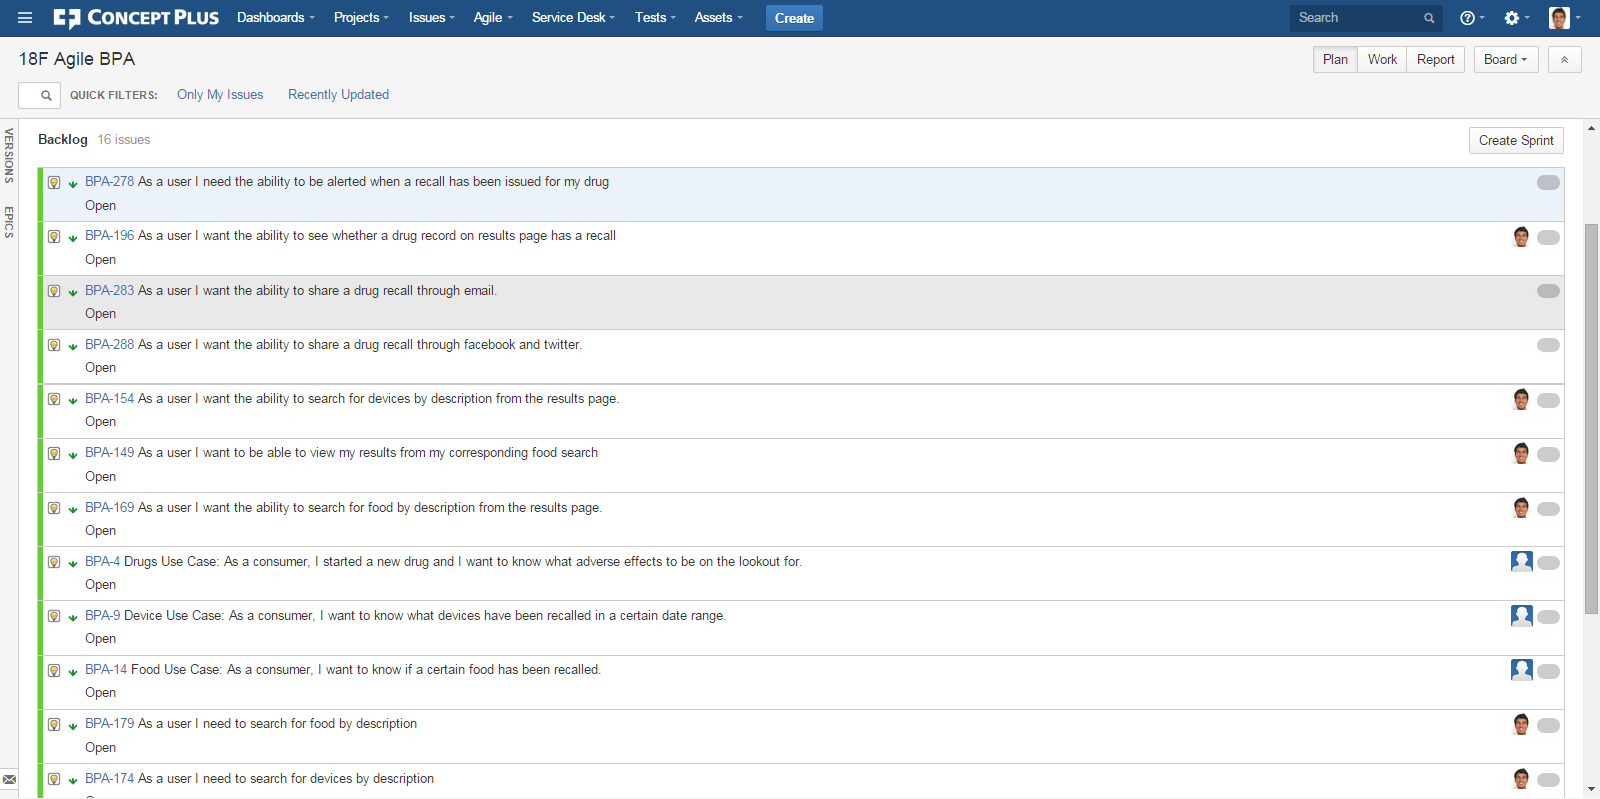 CONCEPT PLUS Dashboards Projects Issues Agile Service Desk Tests Assets Create Search
18F Agile BPA
Plan Work Report Board
QUICK FILTERS: Only My Issues Recently Updated
VERSIONS
EPICS
Backlog 16 issues
Create Sprint
BPA-278 As a user I need the ability to be alerted when a recall has been issued for my drug
Open
BPA-196 As a user I want the ability to see whether a drug record on results page has a recall
Open
BPA-283 As a user I want the ability to share a drug recall through email.
Open
BPA-288 As a user I want the ability to share a drug recall through facebook and twitter.
Open
BPA-154 As a user I want the ability to search for devices by description from the results page.
Open
BPA-149 As a user I want to be able to view my results from my corresponding food search
Open
BPA-169 As a user I want the ability to search for food by description from the results page.
Open
BPA-4 Drugs Use Case: As a consumer, I started a new drug and I want to know what adverse effects to be on the lookout for.
Open
BPA-9 Device Use Case: As a consumer, I want to know what devices have been recalled in a certain date range.
Open
BPA-14 Food Use Case: As a consumer, I want to know if a certain food has been recalled.
Open
BPA-179 As a user I need to search for food by description
Open
BPA-174 As a user I need to search for devices by description